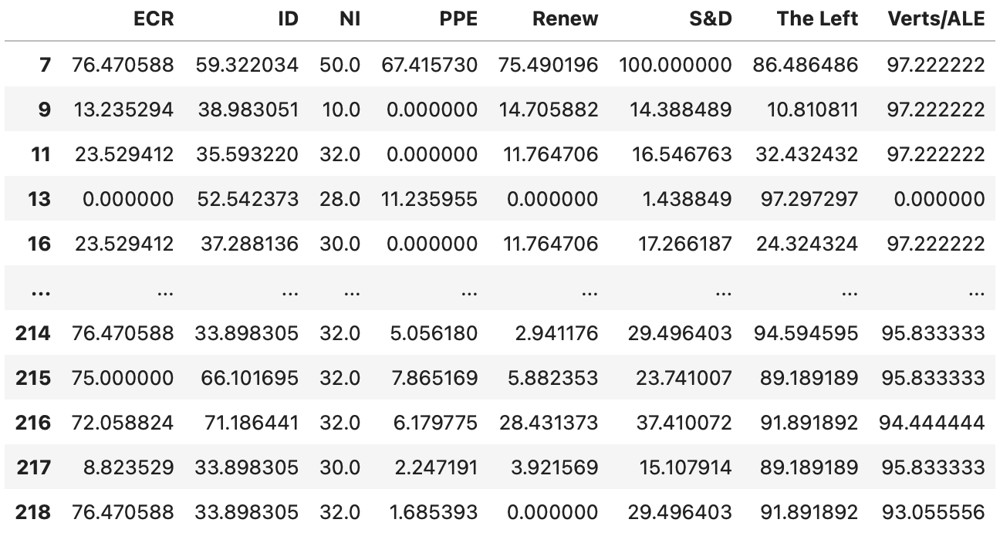 ECR ID NI PPE Renew S&D The Left Verts/ALE
7 76.470588 59.322034 50.0 67.415730 75.490196 100.000000 86.486486 97.222222
9 13.235294 38.983051 10.0 0.000000 14.705882 14.388489 10.810811 97.222222
11 23.529412 35.593220 32.0 0.000000 11.764706 16.546763 32.432432 97.222222
13 0.000000 52.542373 28.0 11.235955 0.000000 1.438849 97.297297 0.000000
16 23.529412 37.288136 30.0 0.000000 11.764706 17.266187 24.324324 97.222222
... ... ... ... ... ... ... ... ...
214 76.470588 33.898305 32.0 5.056180 2.941176 29.496403 94.594595 95.833333
215 75.000000 66.101695 32.0 7.865169 5.882353 23.741007 89.189189 95.833333
216 72.058824 71.186441 32.0 6.179775 28.431373 37.410072 91.891892 94.444444
217 8.823529 33.898305 30.0 2.247191 3.921569 15.107914 89.189189 95.833333
218 76.470588 33.898305 32.0 1.685393 0.000000 29.496403 91.891892 93.055556